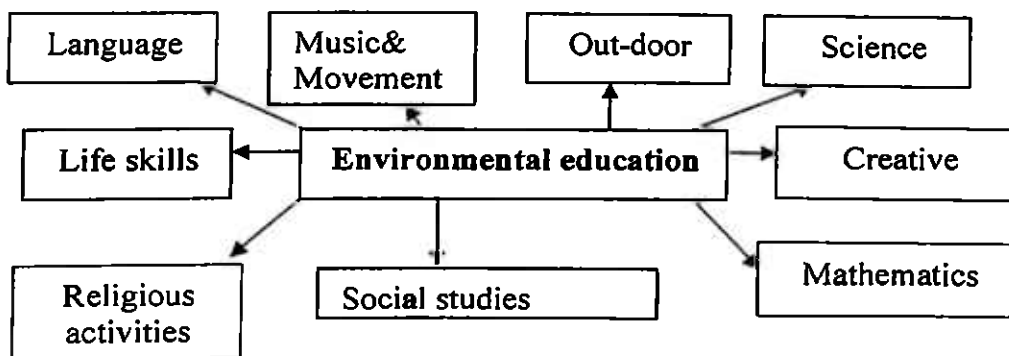 Language
Music&
Movement
Out-door
Science
Life skills
Environmental education
Creative
Religious
activities
Social studies
Mathematics